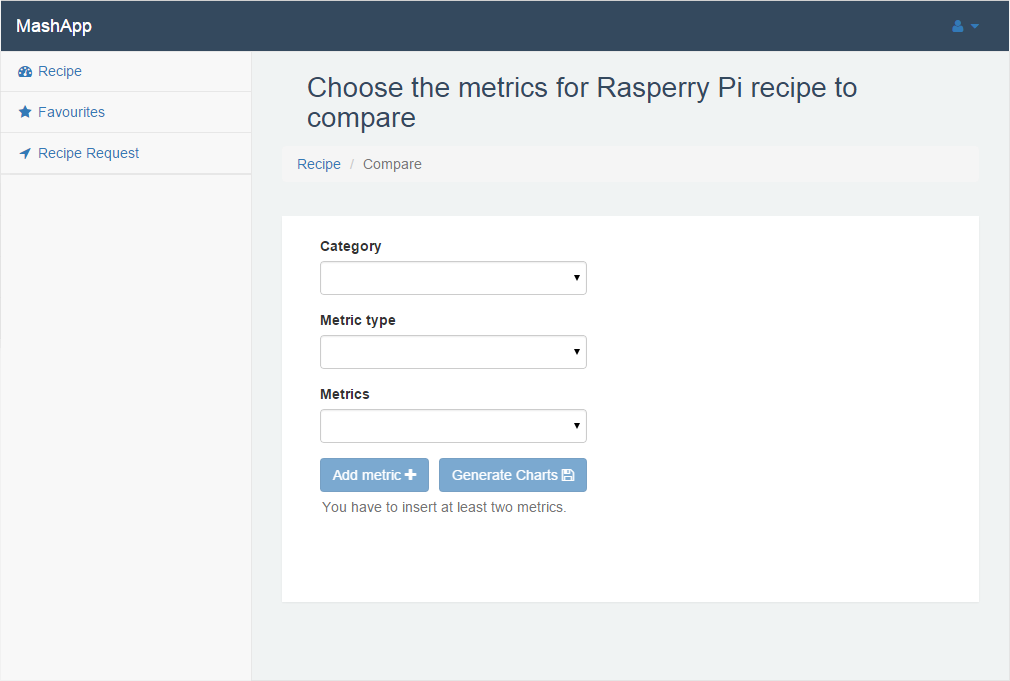 MashApp
Recipe
Favourites
Recipe Request
Choose the metrics for Rasperry Pi recipe to
compare
Recipe / Compare
Category
Metric type
Metrics
Add metric Generate Charts
You have to insert at least two metrics.